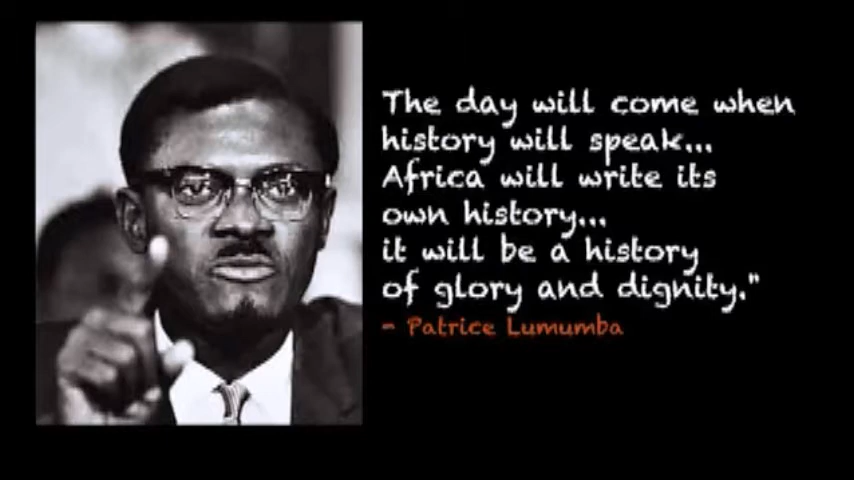 The day will come when
history will speak...
Africa will write its
own history...
it will be a history
of glory and dignity."
- Patrice Lumumba